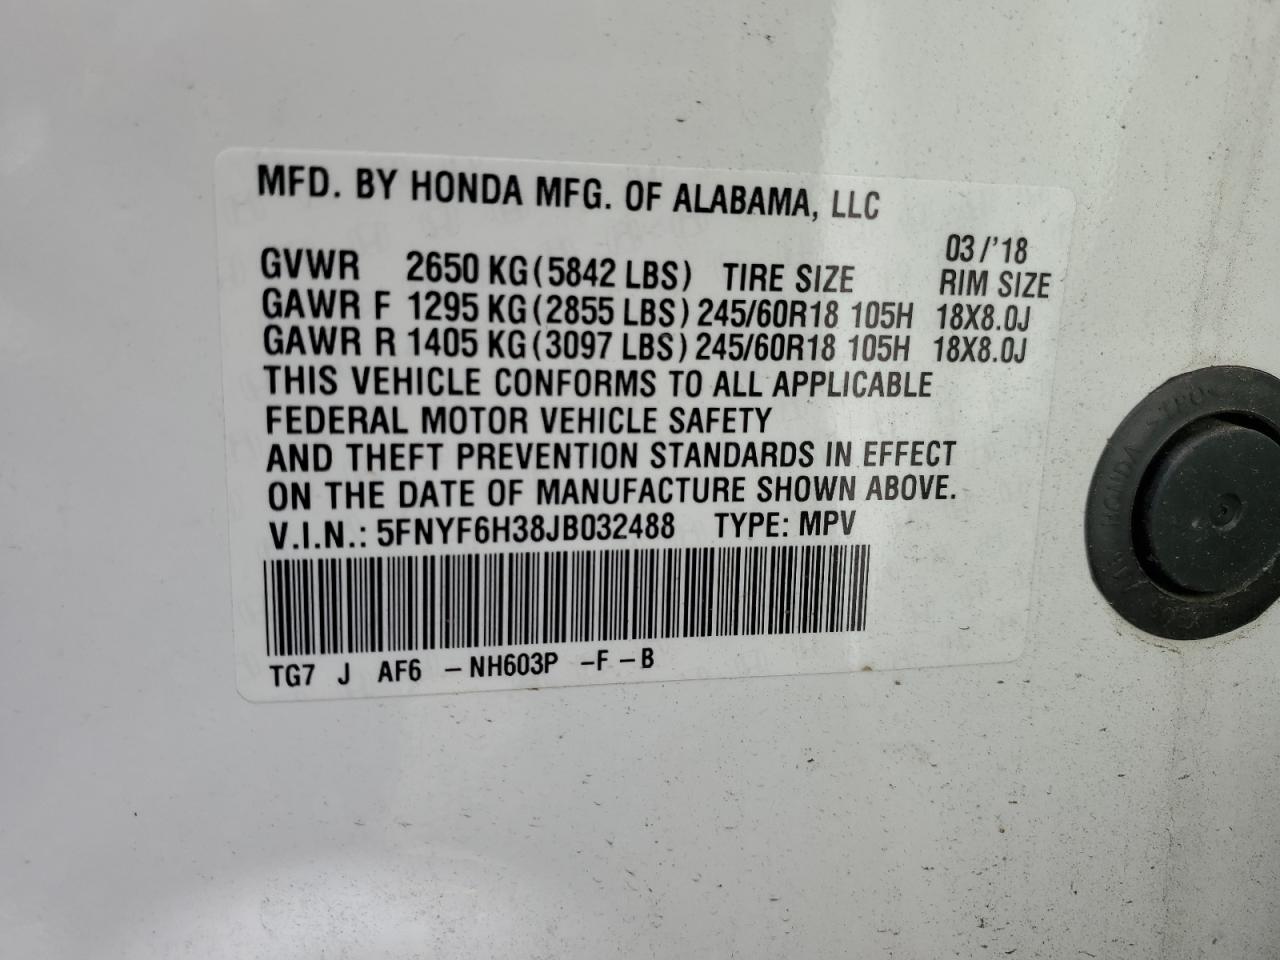 MFD. BY HONDA MFG. OF ALABAMA, LLC
03/'18
GVWR 2650 KG (5842 LBS) TIRE SIZE RIM SIZE
GAWR F 1295 KG (2855 LBS) 245/60R18 105H 18X8.0J
GAWR R 1405 KG (3097 LBS) 245/60R18 105H 18X8.0J
THIS VEHICLE CONFORMS TO ALL APPLICABLE
FEDERAL MOTOR VEHICLE SAFETY
AND THEFT PREVENTION STANDARDS IN EFFECT
ON THE DATE OF MANUFACTURE SHOWN ABOVE.
V.I.N.: 5FNYF6H38JB032488 TYPE: MPV
TG7 J AF6 -NH603P -F -B
HONDA